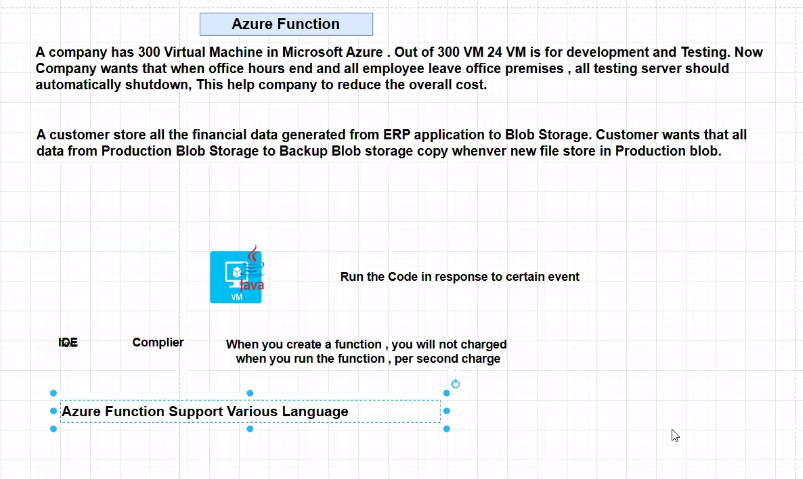 Azure Function
A company has 300 Virtual Machine in Microsoft Azure . Out of 300 VM 24 VM is for development and Testing. Now
Company wants that when office hours end and all employee leave office premises , all testing server should
automatically shutdown, This help company to reduce the overall cost.
A customer store all the financial data generated from ERP application to Blob Storage. Customer wants that all
data from Production Blob Storage to Backup Blob storage copy whenver new file store in Production blob.
java
VM
Run the Code in response to certain event
Complier
When you create a function , you will not charged
when you run the function , per second charge
Azure Function Support Various Language